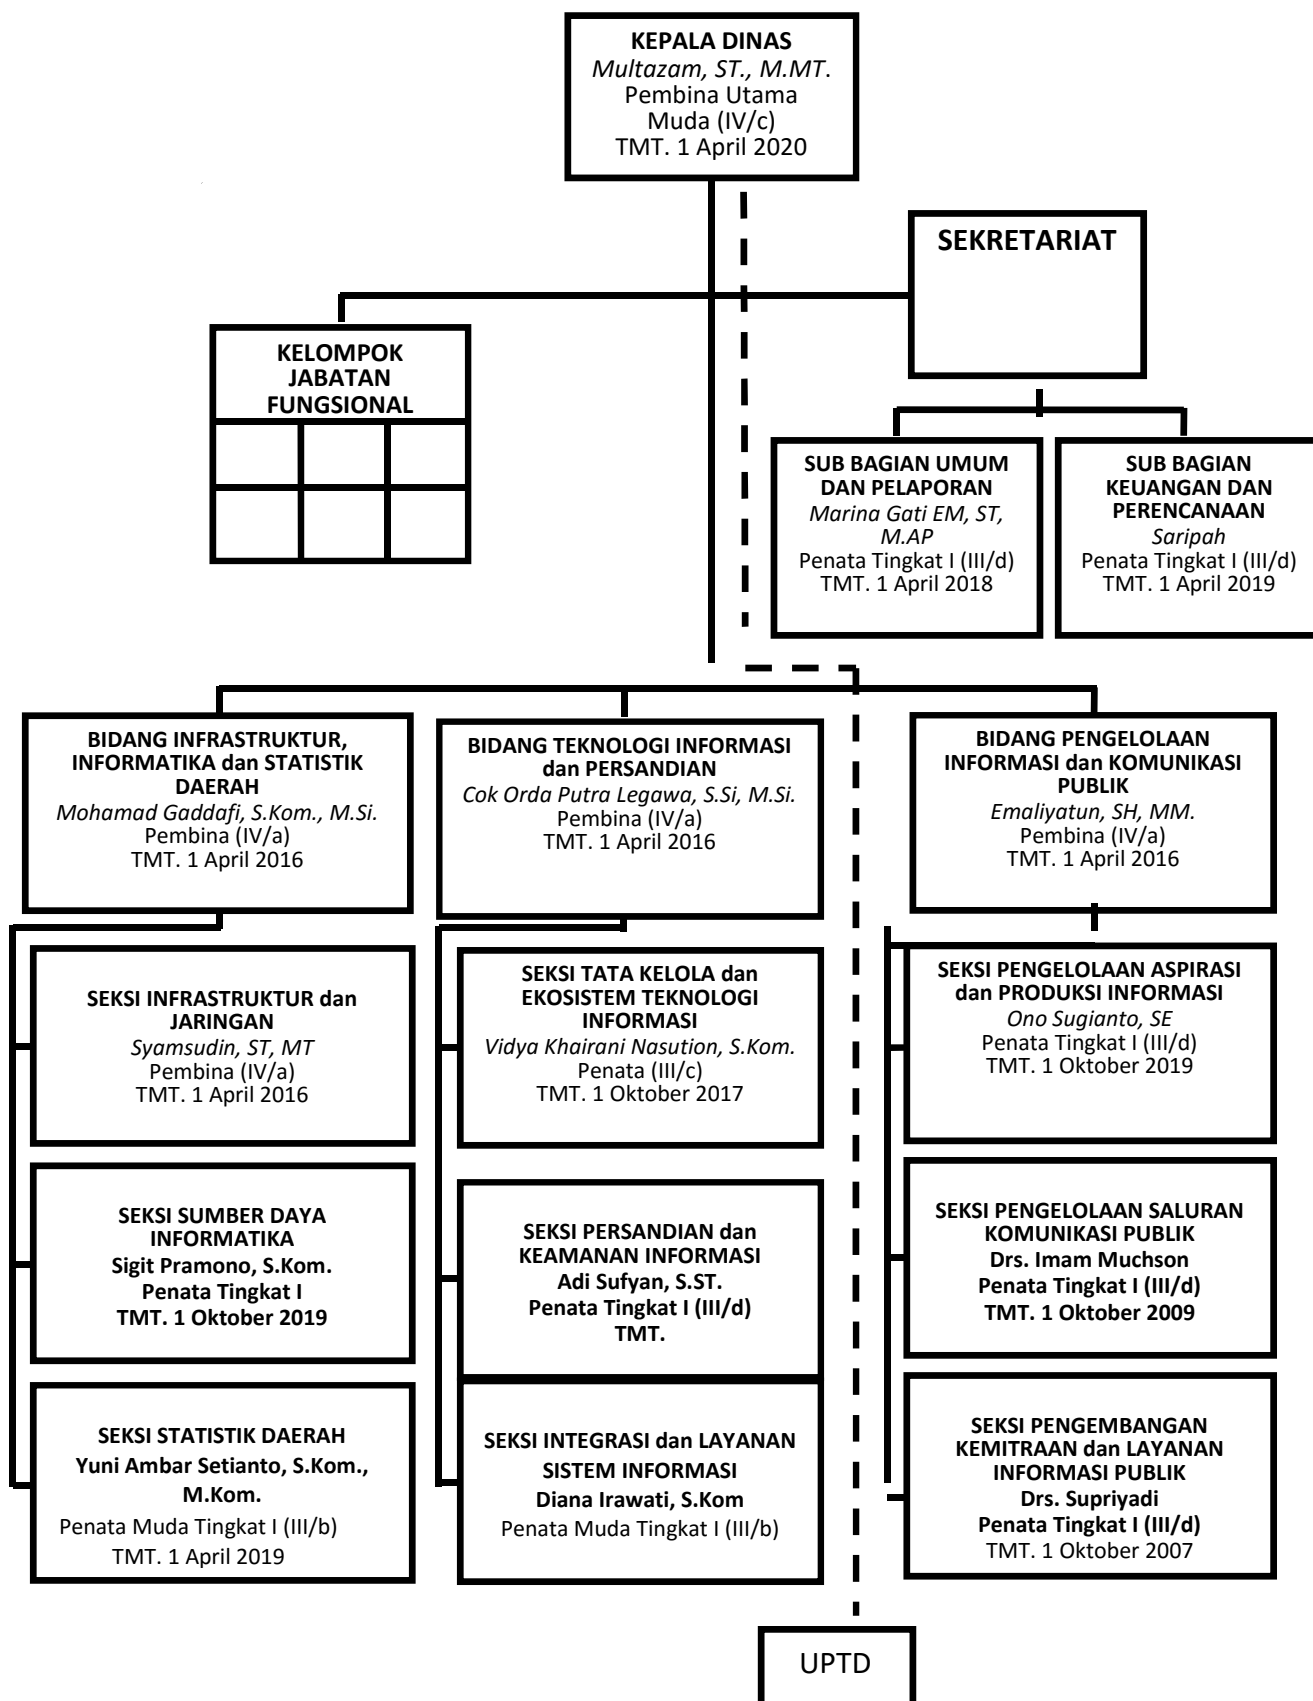 KEPALA DINAS
Multazam, ST., M.MT.
Pembina Utama
Muda (IV/c)
TMT. 1 April 2020
SEKRETARIAT
KELOMPOK
JABATAN
FUNGSIONAL
SUB BAGIAN UMUM
DAN PELAPORAN
Marina Gati EM, ST,
M.AP
Penata Tingkat I (III/d)
TMT. 1 April 2018
SUB BAGIAN
KEUANGAN DAN
PERENCANAAN
Saripah
Penata Tingkat I (III/d)
TMT. 1 April 2019
BIDANG INFRASTRUKTUR,
INFORMATIKA dan STATISTIK
DAERAH
Mohamad Gaddafi, S.Kom., M.Si.
Pembina (IV/a)
TMT. 1 April 2016
BIDANG TEKNOLOGI INFORMASI
dan PERSANDIAN
Cok Orda Putra Legawa, S.Si, M.Si.
Pembina (IV/a)
TMT. 1 April 2016
BIDANG PENGELOLAAN
INFORMASI dan KOMUNIKASI
PUBLIK
Emaliyatun, SH, MM.
Pembina (IV/a)
TMT. 1 April 2016
SEKSI INFRASTRUKTUR dan
JARINGAN
Syamsudin, ST, MT
Pembina (IV/a)
TMT. 1 April 2016
SEKSI TATA KELOLA dan
EKOSISTEM TEKNOLOGI
INFORMASI
Vidya Khairani Nasution, S.Kom.
Penata (III/c)
TMT. 1 Oktober 2017
SEKSI PENGELOLAAN ASPIRASI
dan PRODUKSI INFORMASI
Ono Sugianto, SE
Penata Tingkat I (III/d)
TMT. 1 Oktober 2019
SEKSI SUMBER DAYA
INFORMATIKA
Sigit Pramono, S.Kom.
Penata Tingkat I
TMT. 1 Oktober 2019
SEKSI PERSANDIAN dan
KEAMANAN INFORMASI
Adi Sufyan, S.ST.
Penata Tingkat I (III/d)
TMT.
SEKSI PENGELOLAAN SALURAN
KOMUNIKASI PUBLIK
Drs. Imam Muchson
Penata Tingkat I (III/d)
TMT. 1 Oktober 2009
SEKSI STATISTIK DAERAH
Yuni Ambar Setianto, S.Kom.,
M.Kom.
Penata Muda Tingkat I (III/b)
TMT. 1 April 2019
SEKSI INTEGRASI dan LAYANAN
SISTEM INFORMASI
Diana Irawati, S.Kom
Penata Muda Tingkat I (III/b)
SEKSI PENGEMBANGAN
KEMITRAAN dan LAYANAN
INFORMASI PUBLIK
Drs. Supriyadi
Penata Tingkat I (III/d)
TMT. 1 Oktober 2007
UPTD